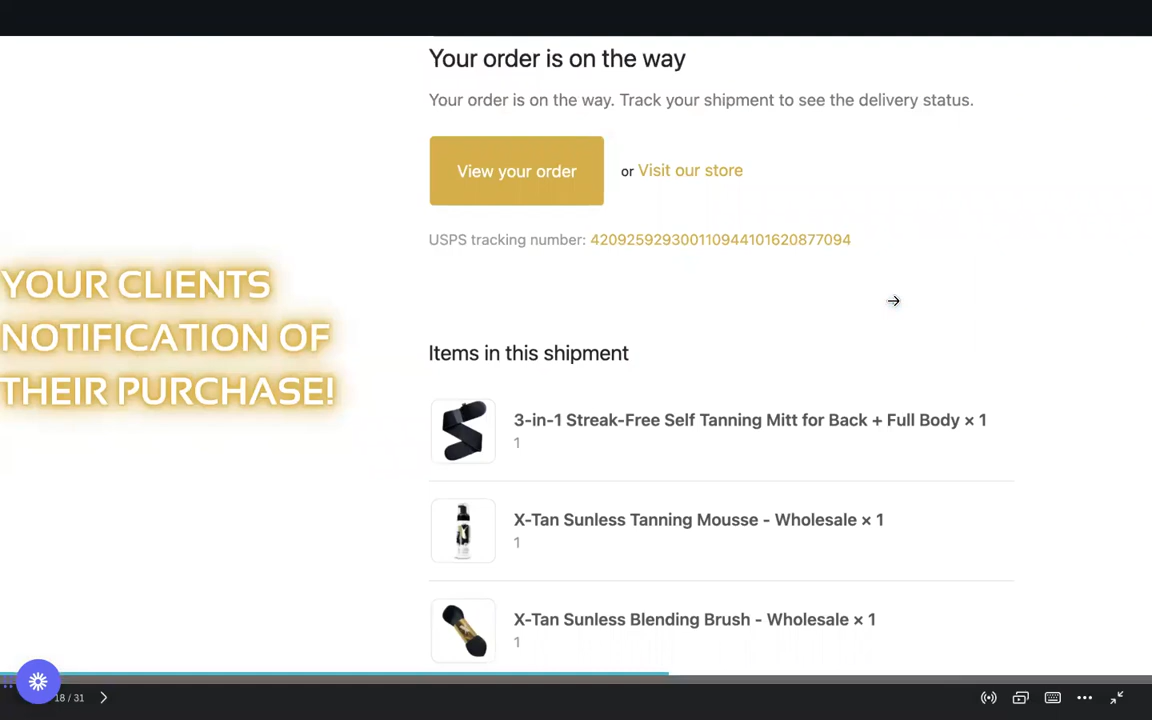 Your order is on the way
Your order is on the way. Track your shipment to see the delivery status.
View your order
or Visit our store
USPS tracking number: 420925929300110944101620877094
YOUR CLIENTS
NOTIFICATION OF
THEIR PURCHASE!
Items in this shipment
3-in-1 Streak-Free Self Tanning Mitt for Back + Full Body × 1
1
X-Tan Sunless Tanning Mousse - Wholesale × 1
1
X-Tan Sunless Blending Brush - Wholesale × 1
1
18 / 31